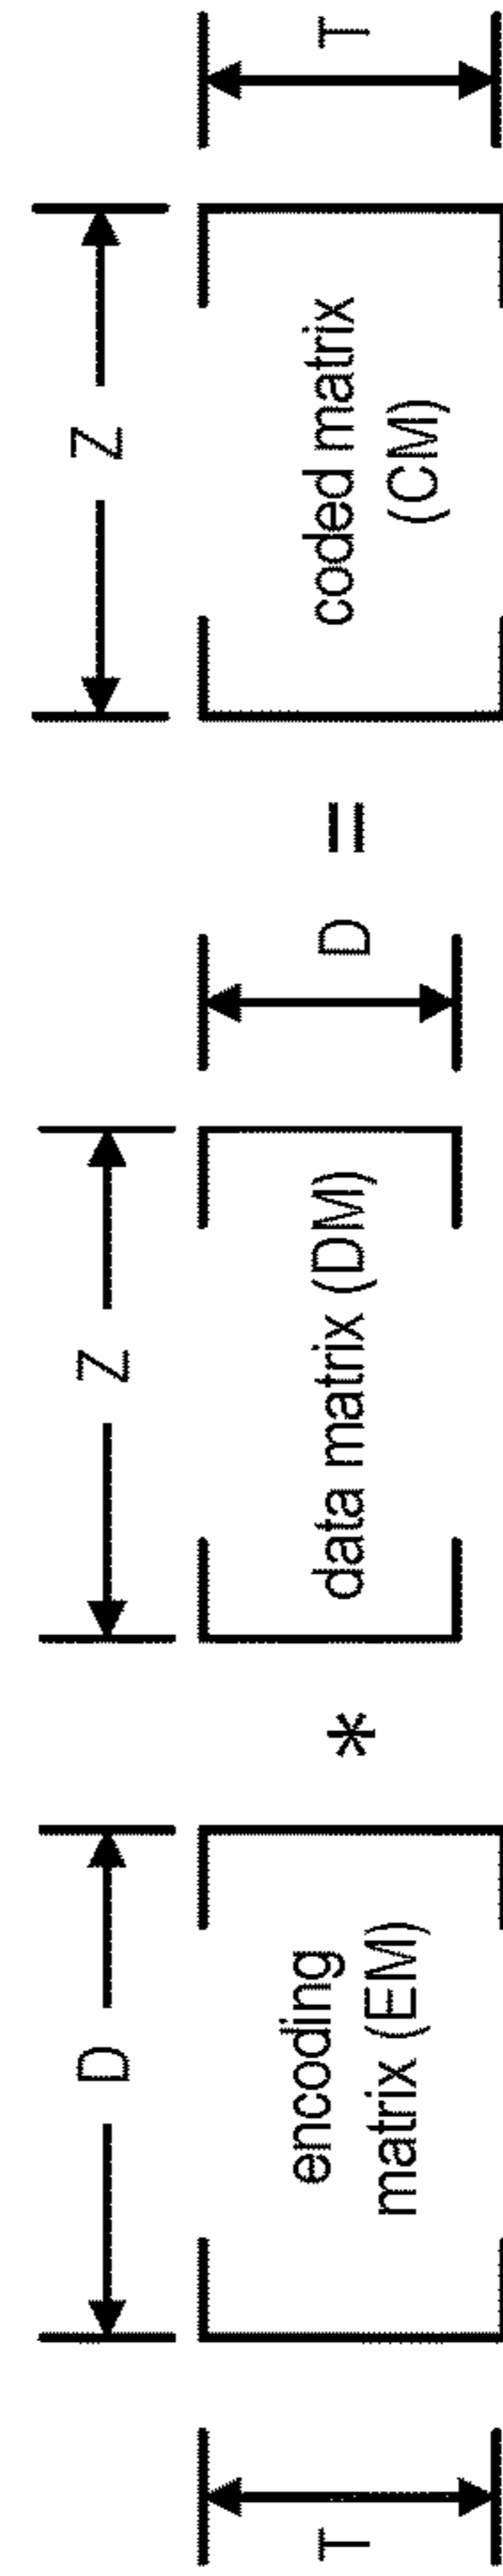 T
D
encoding
matrix (EM)
*
Z
data matrix (DM)
D
=
Z
coded matrix
(CM)
T